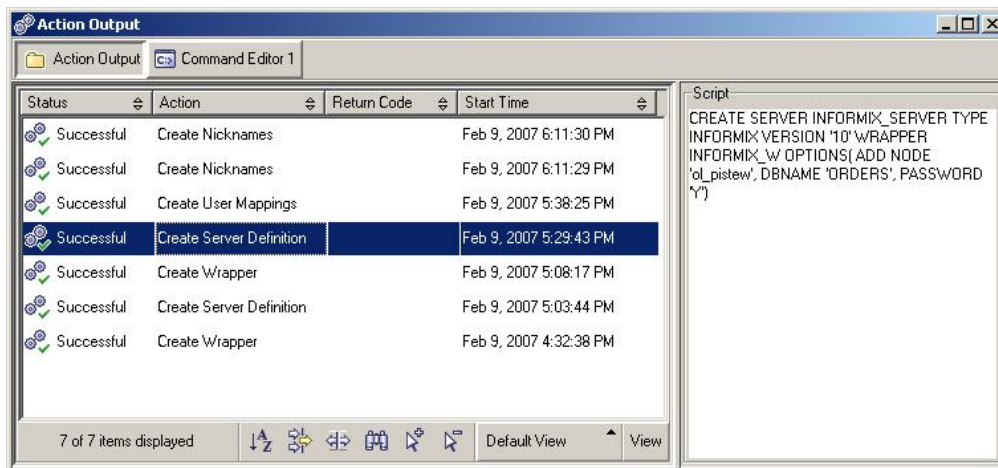 Action Output
Action Output Command Editor 1
Status Action Return Code Start Time
Successful Create Nicknames Feb 9, 2007 6:11:30 PM
Successful Create Nicknames Feb 9, 2007 6:11:29 PM
Successful Create User Mappings Feb 9, 2007 5:38:25 PM
Successful Create Server Definition Feb 9, 2007 5:29:43 PM
Successful Create Wrapper Feb 9, 2007 5:08:17 PM
Successful Create Server Definition Feb 9, 2007 5:03:44 PM
Successful Create Wrapper Feb 9, 2007 4:32:38 PM
7 of 7 items displayed Default View View
Script
CREATE SERVER INFORMIX_SERVER TYPE
INFORMIX VERSION '10' WRAPPER
INFORMIX_W OPTIONS( ADD NODE
'ol_pistew', DBNAME 'ORDERS', PASSWORD
'Y')